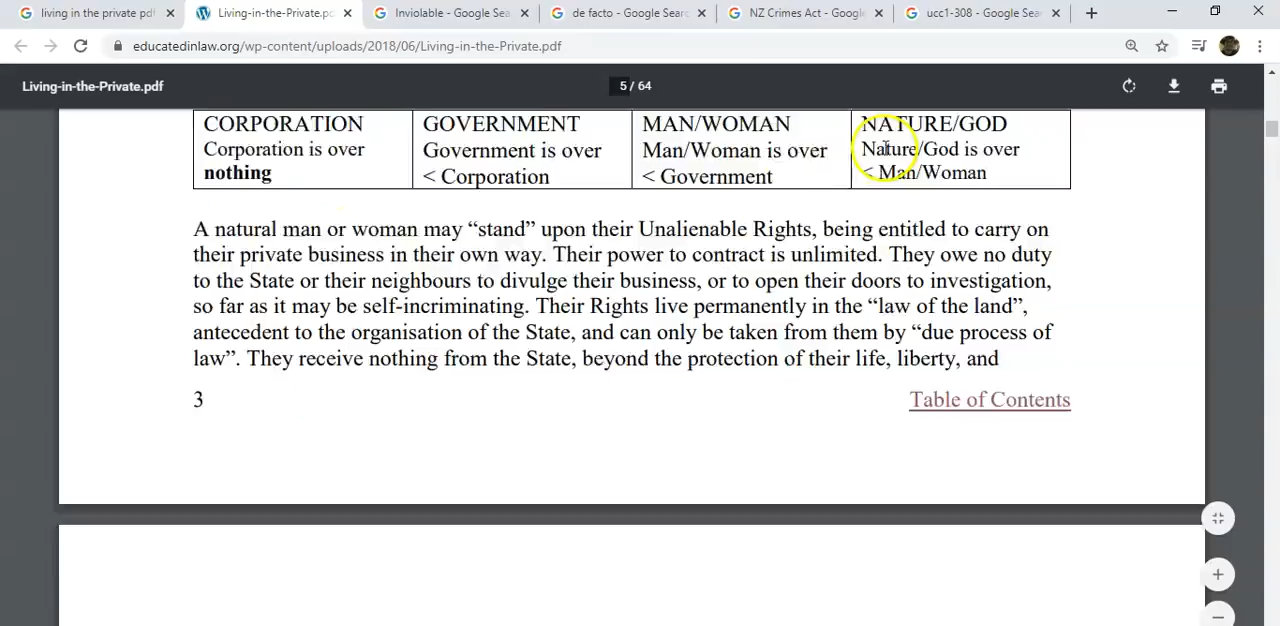 living in the private pdf
Living-in-the-Private.pc
Inviolable - Google Sea
de facto - Google Searc
NZ Crimes Act - Google
ucc1-308 - Google Sea
educatedinlaw.org/wp-content/uploads/2018/06/Living-in-the-Private.pdf
Living-in-the-Private.pdf
5 / 64
CORPORATION
Corporation is over
nothing
GOVERNMENT
Government is over
< Corporation
MAN/WOMAN
Man/Woman is over
< Government
NATURE/GOD
Nature/God is over
< Man/Woman
A natural man or woman may “stand” upon their Unalienable Rights, being entitled to carry on
their private business in their own way. Their power to contract is unlimited. They owe no duty
to the State or their neighbours to divulge their business, or to open their doors to investigation,
so far as it may be self-incriminating. Their Rights live permanently in the “law of the land”,
antecedent to the organisation of the State, and can only be taken from them by “due process of
law”. They receive nothing from the State, beyond the protection of their life, liberty, and
3
Table of Contents